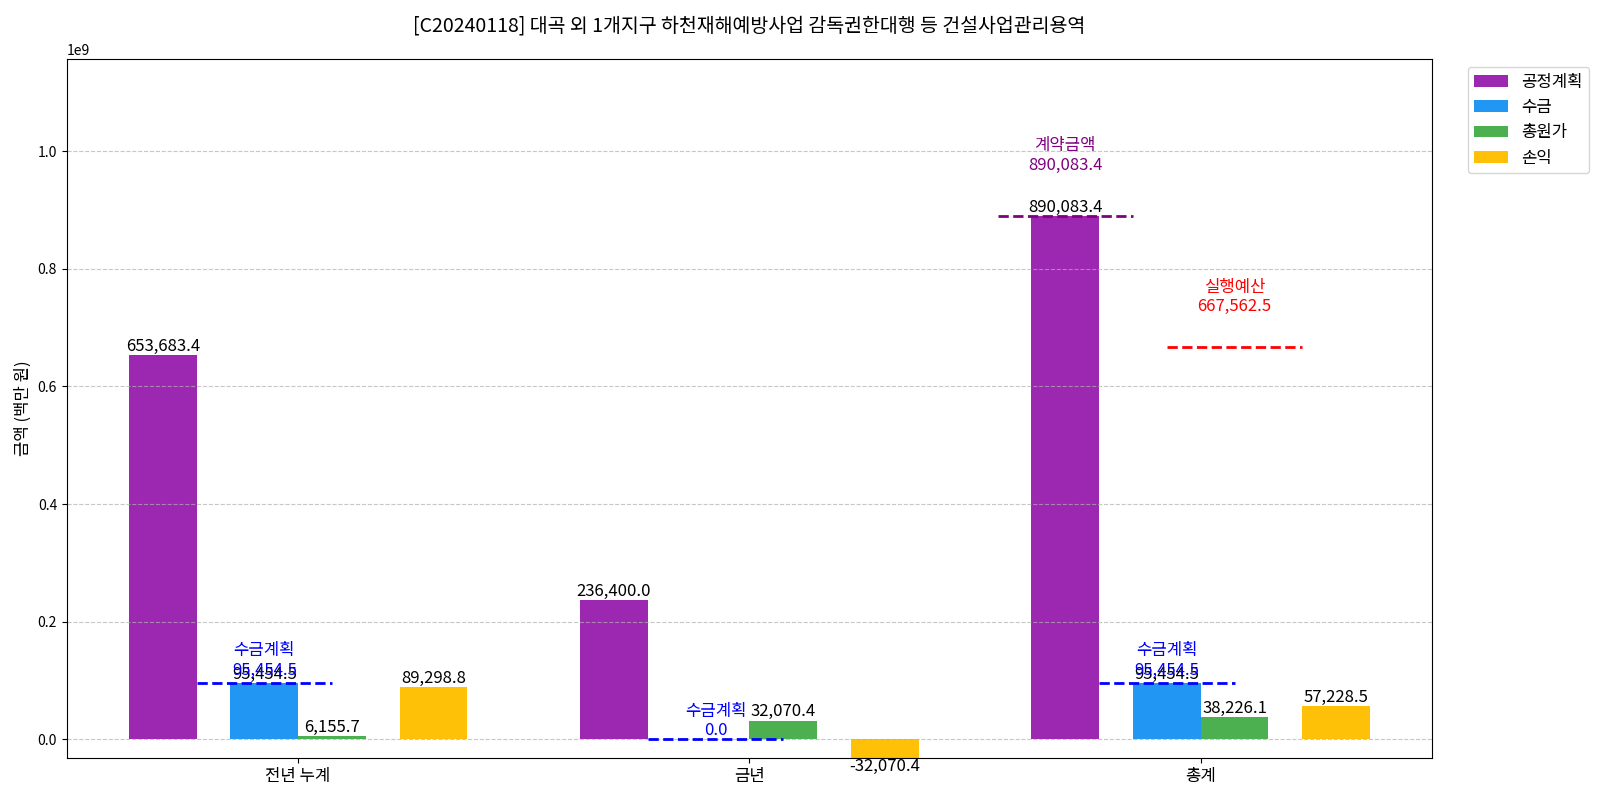 [C20240118] 대곡 외 1개지구 하천재해예방사업 감독권한대행 등 건설사업관리용역
1e9
공정계획
수금
총원가
손익
금액 (백만 원)
1.0
0.8
0.6
0.4
0.2
0.0
계약금액
890,083.4
890,083.4
실행예산
667,562.5
653,683.4
236,400.0
수금계획
95,454.5
95,454.5
6,155.7
89,298.8
수금계획
0.0
32,070.4
-32,070.4
수금계획
95,454.5
95,454.5
38,226.1
57,228.5
전년 누계
금년
총계